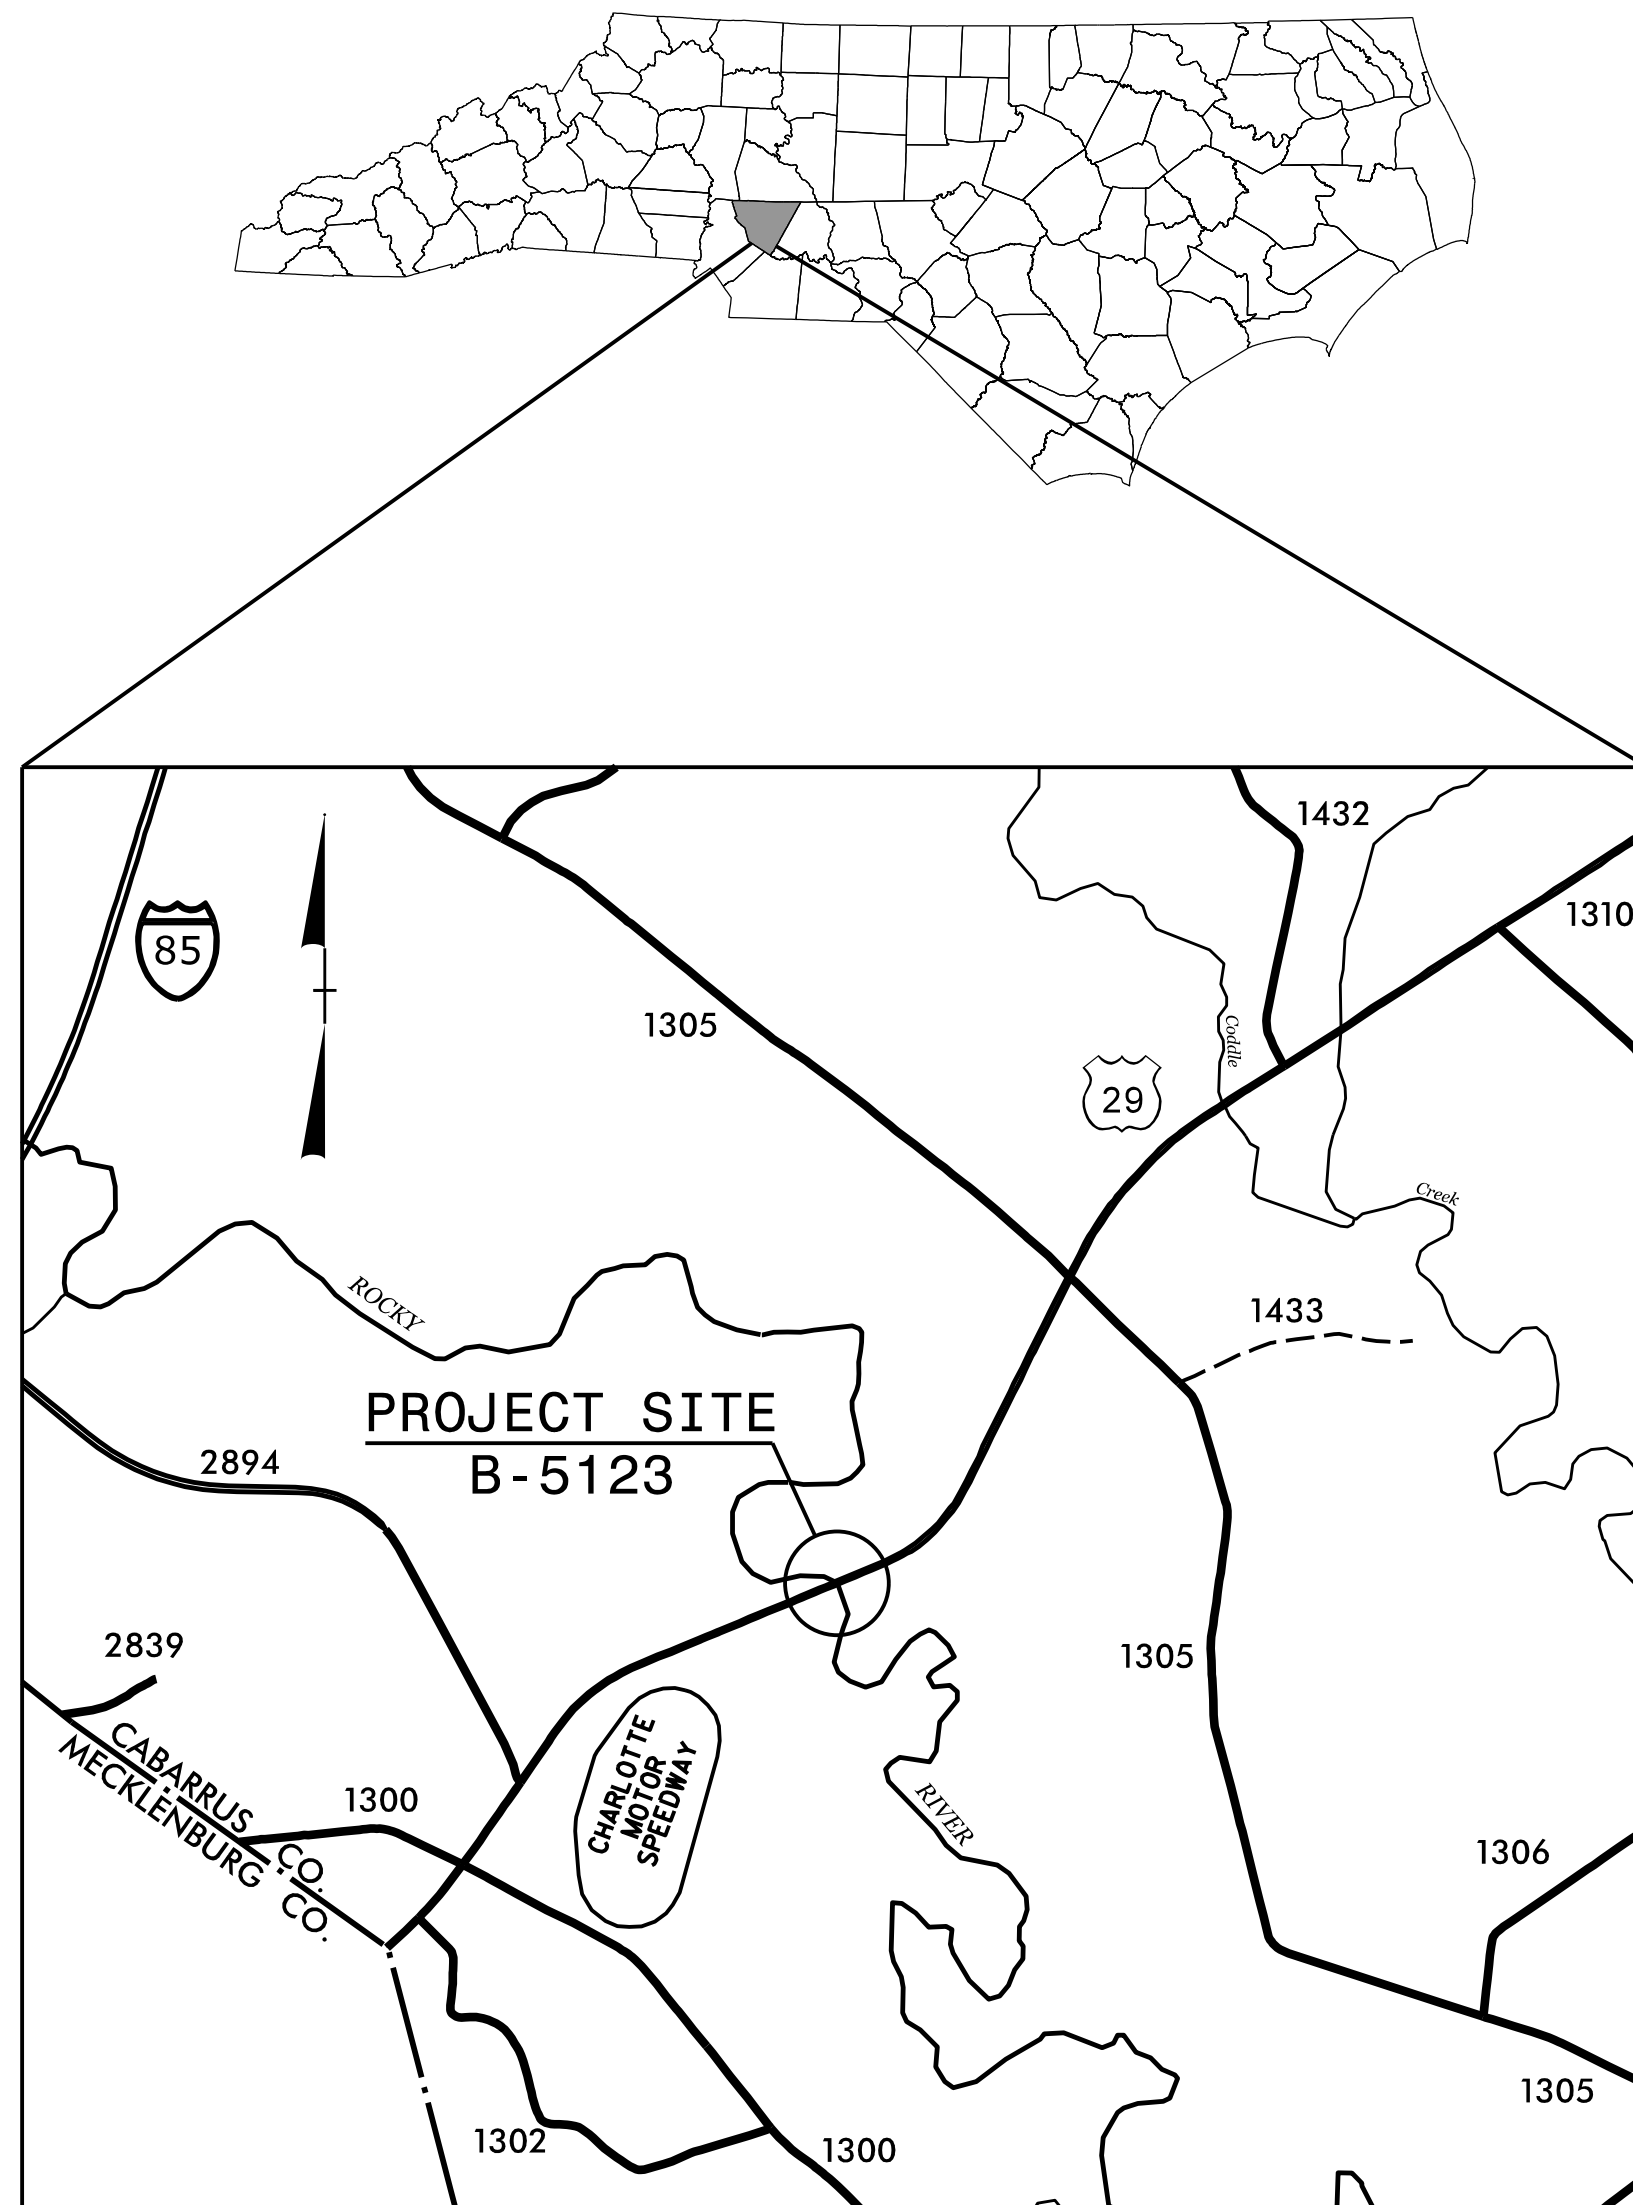 1432
1310
85
1305
Coddle
29
Creek
ROCKY
1433
PROJECT SITE
B-5123
2894
2839
1305
CHARLOTTE
MOTOR
SPEEDWAY
CABARRUS CO.
MECKLENBURG CO.
1300
RIVER
1306
1305
1302
1300